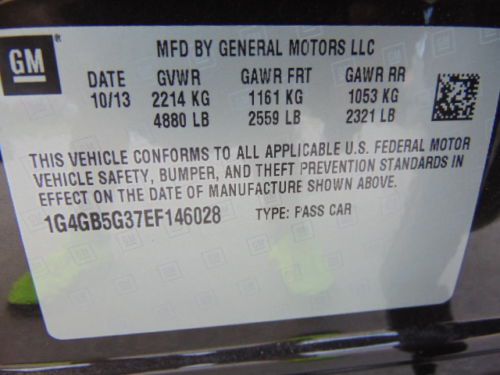 GM
MFD BY GENERAL MOTORS LLC
DATE GVWR GAWR FRT GAWR RR
10/13 2214 KG 1161 KG 1053 KG
4880 LB 2559 LB 2321 LB
THIS VEHICLE CONFORMS TO ALL APPLICABLE U.S. FEDERAL MOTOR
VEHICLE SAFETY, BUMPER, AND THEFT PREVENTION STANDARDS IN
EFFECT ON THE DATE OF MANUFACTURE SHOWN ABOVE.
1G4GB5G37EF146028 TYPE: PASS CAR